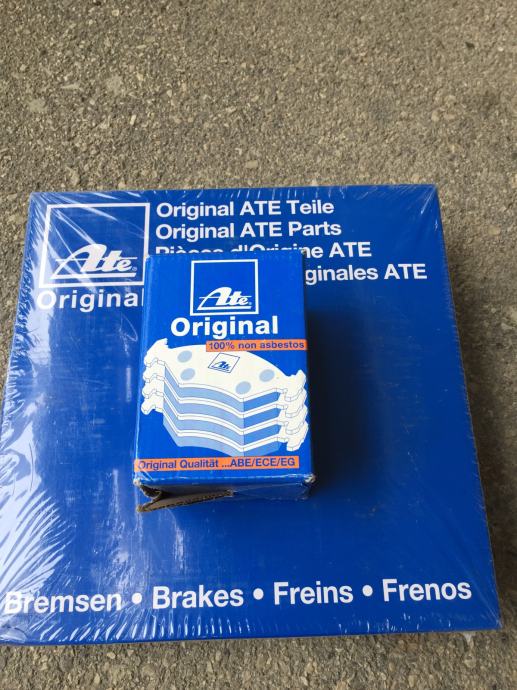 Original ATE Teile
Original ATE Parts
Pièces d'Origine ATE
ginales ATE
Ate®
Original
Ate
Original
100% non asbestos
Ate
Original Qualität ...ABE/ECE/EG
Bremsen • Brakes • Freins • Frenos